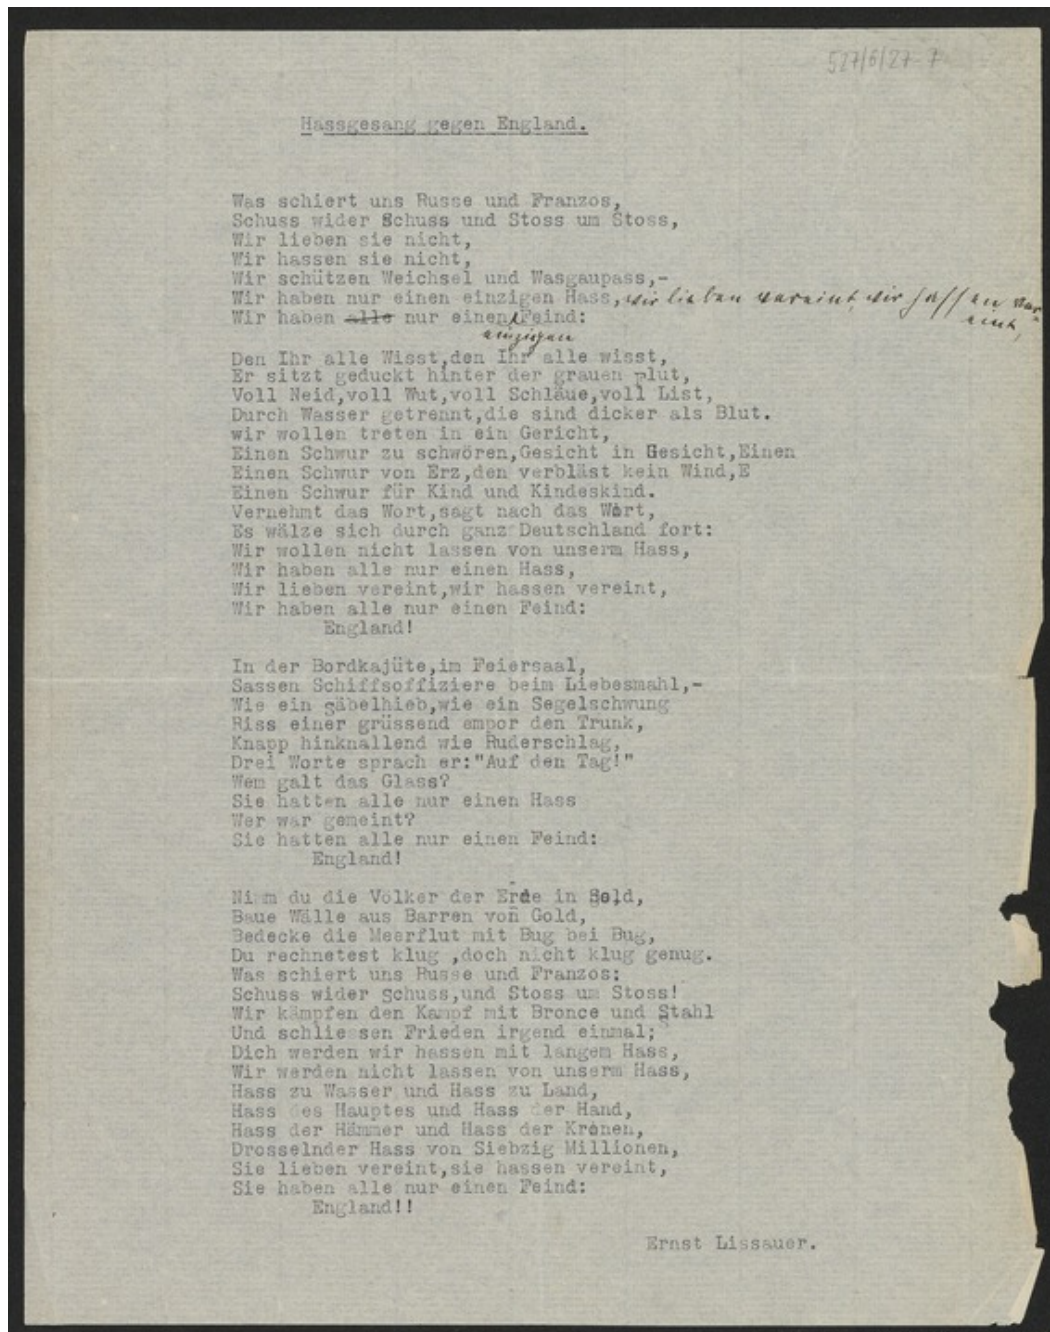 527/6/27-7
Hassgesang gegen England.
Was schiert uns Russe und Franzos,
Schuss wider Schuss und Stoss um Stoss,
Wir lieben sie nicht,
Wir hassen sie nicht,
Wir schützen Weichsel und Wasgaupass,-
Wir haben nur einen einzigen Hass, wir lieben vereint, wir hassen ver-
eint,
Wir haben alle nur einen Feind:
einzigen
Den Ihr alle Wisst,den Ihr alle wisst,
Er sitzt geduckt hinter der grauen Flut,
Voll Neid,voll Wut,voll Schläue,voll List,
Durch Wasser getrennt,die sind dicker als Blut.
wir wollen treten in ein Gericht,
Einen Schwur zu schwören,Gesicht in Gesicht,Einen
Einen Schwur von Erz,den verbläst kein Wind,E
Einen Schwur für Kind und Kindeskind.
Vernehmt das Wort,sagt nach das Wort,
Es wälze sich durch ganz Deutschland fort:
Wir wollen nicht lassen von unserm Hass,
Wir haben alle nur einen Hass,
Wir lieben vereint,wir hassen vereint,
Wir haben alle nur einen Feind:
England!
In der Bordkajüte,im Feiersaal,
Sassen Schiffsoffiziere beim Liebesmahl,-
Wie ein säbelhieb,wie ein Segelschwung
Riss einer grüssend empor den Trunk,
Knapp hinknallend wie Ruderschlag,
Drei Worte sprach er:"Auf den Tag!"
Wem galt das Glass?
Sie hatten alle nur einen Hass
Wer war gemeint?
Sie hatten alle nur einen Feind:
England!
Nimm du die Völker der Erde in Sold,
Baue Wälle aus Barren von Gold,
Bedecke die Meerflut mit Bug bei Bug,
Du rechnetest klug ,doch nicht klug genug.
Was schiert uns Russe und Franzos:
Schuss wider Schuss,und Stoss um Stoss!
Wir kämpfen den Kampf mit Bronce und Stahl
Und schliessen Frieden irgend einmal;
Dich werden wir hassen mit langem Hass,
Wir werden nicht lassen von unserm Hass,
Hass zu Wasser und Hass zu Land,
Hass des Hauptes und Hass der Hand,
Hass der Hämmer und Hass der Kronen,
Drosselnder Hass von Siebzig Millionen,
Sie lieben vereint,sie hassen vereint,
Sie haben alle nur einen Feind:
England!!
Ernst Lissauer.